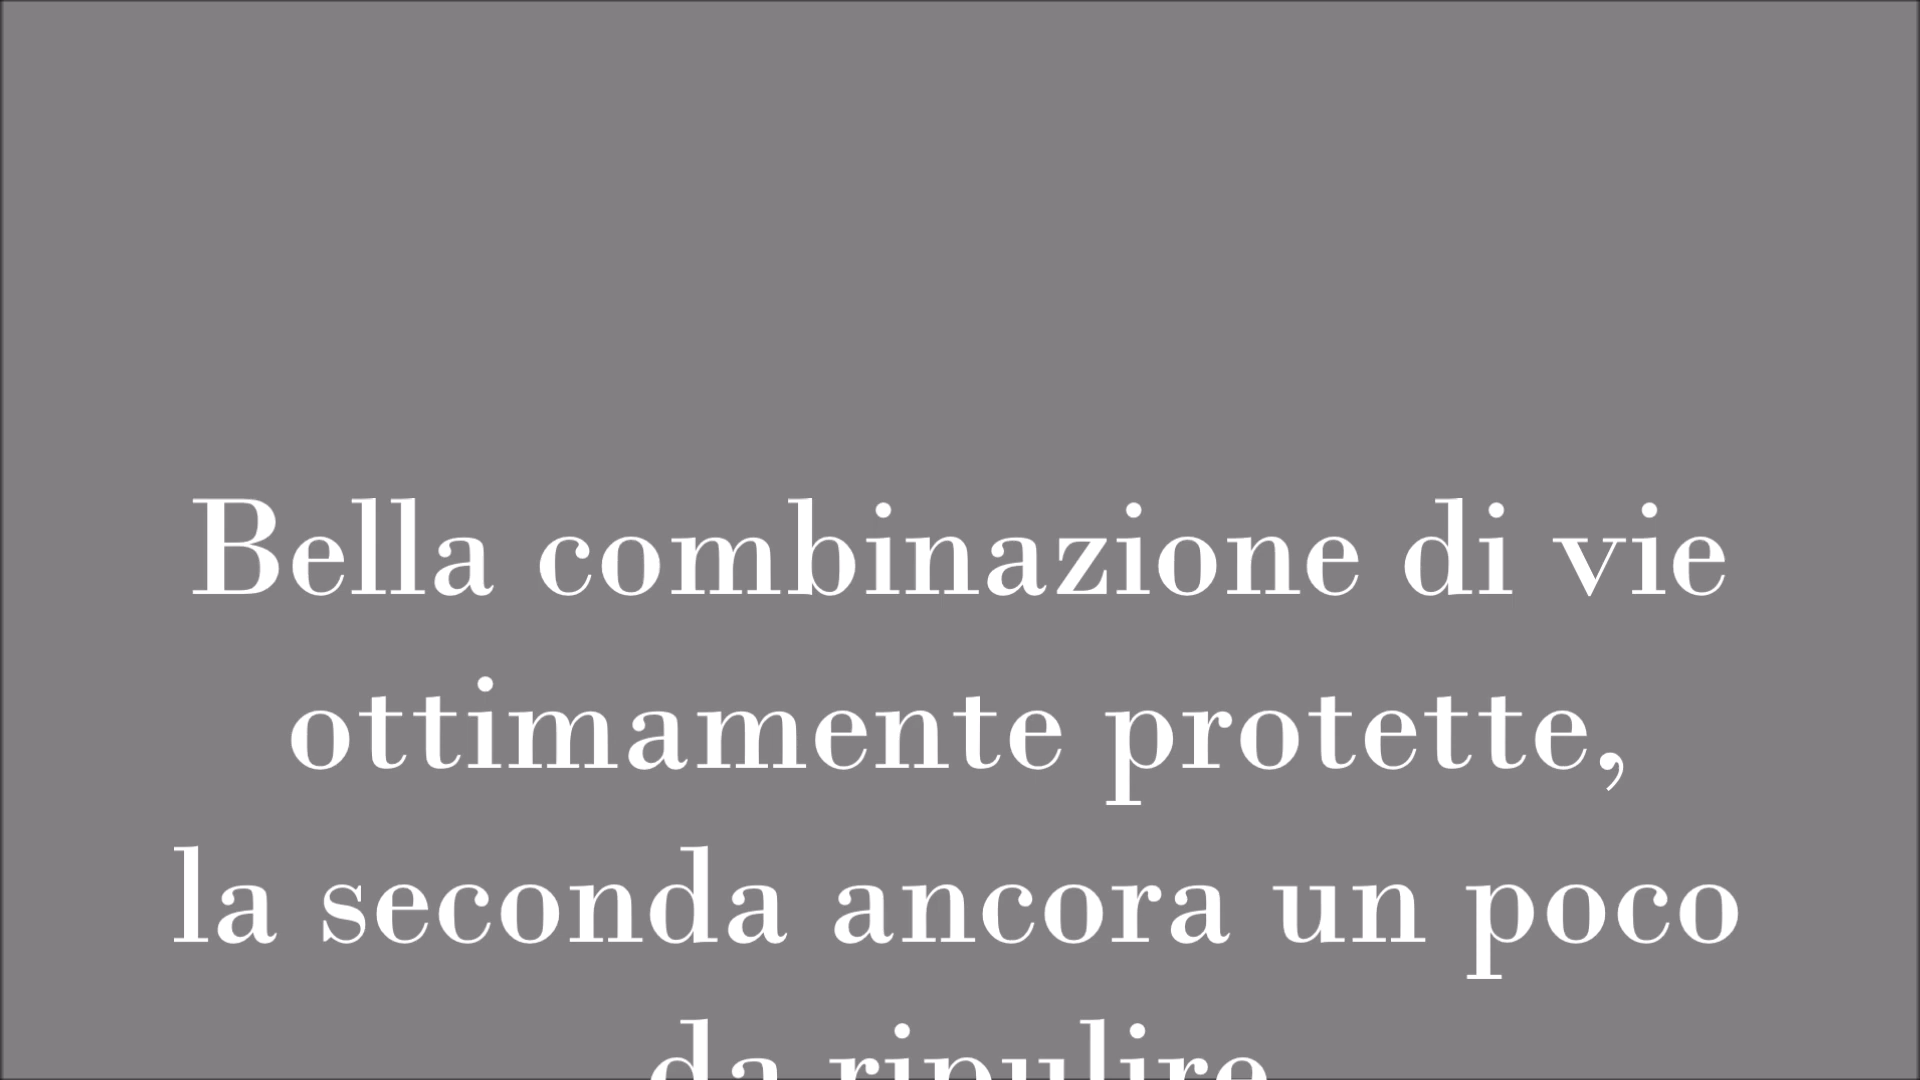 Bella combinazione di vie
ottimamente protette,
la seconda ancora un poco
da ripulire